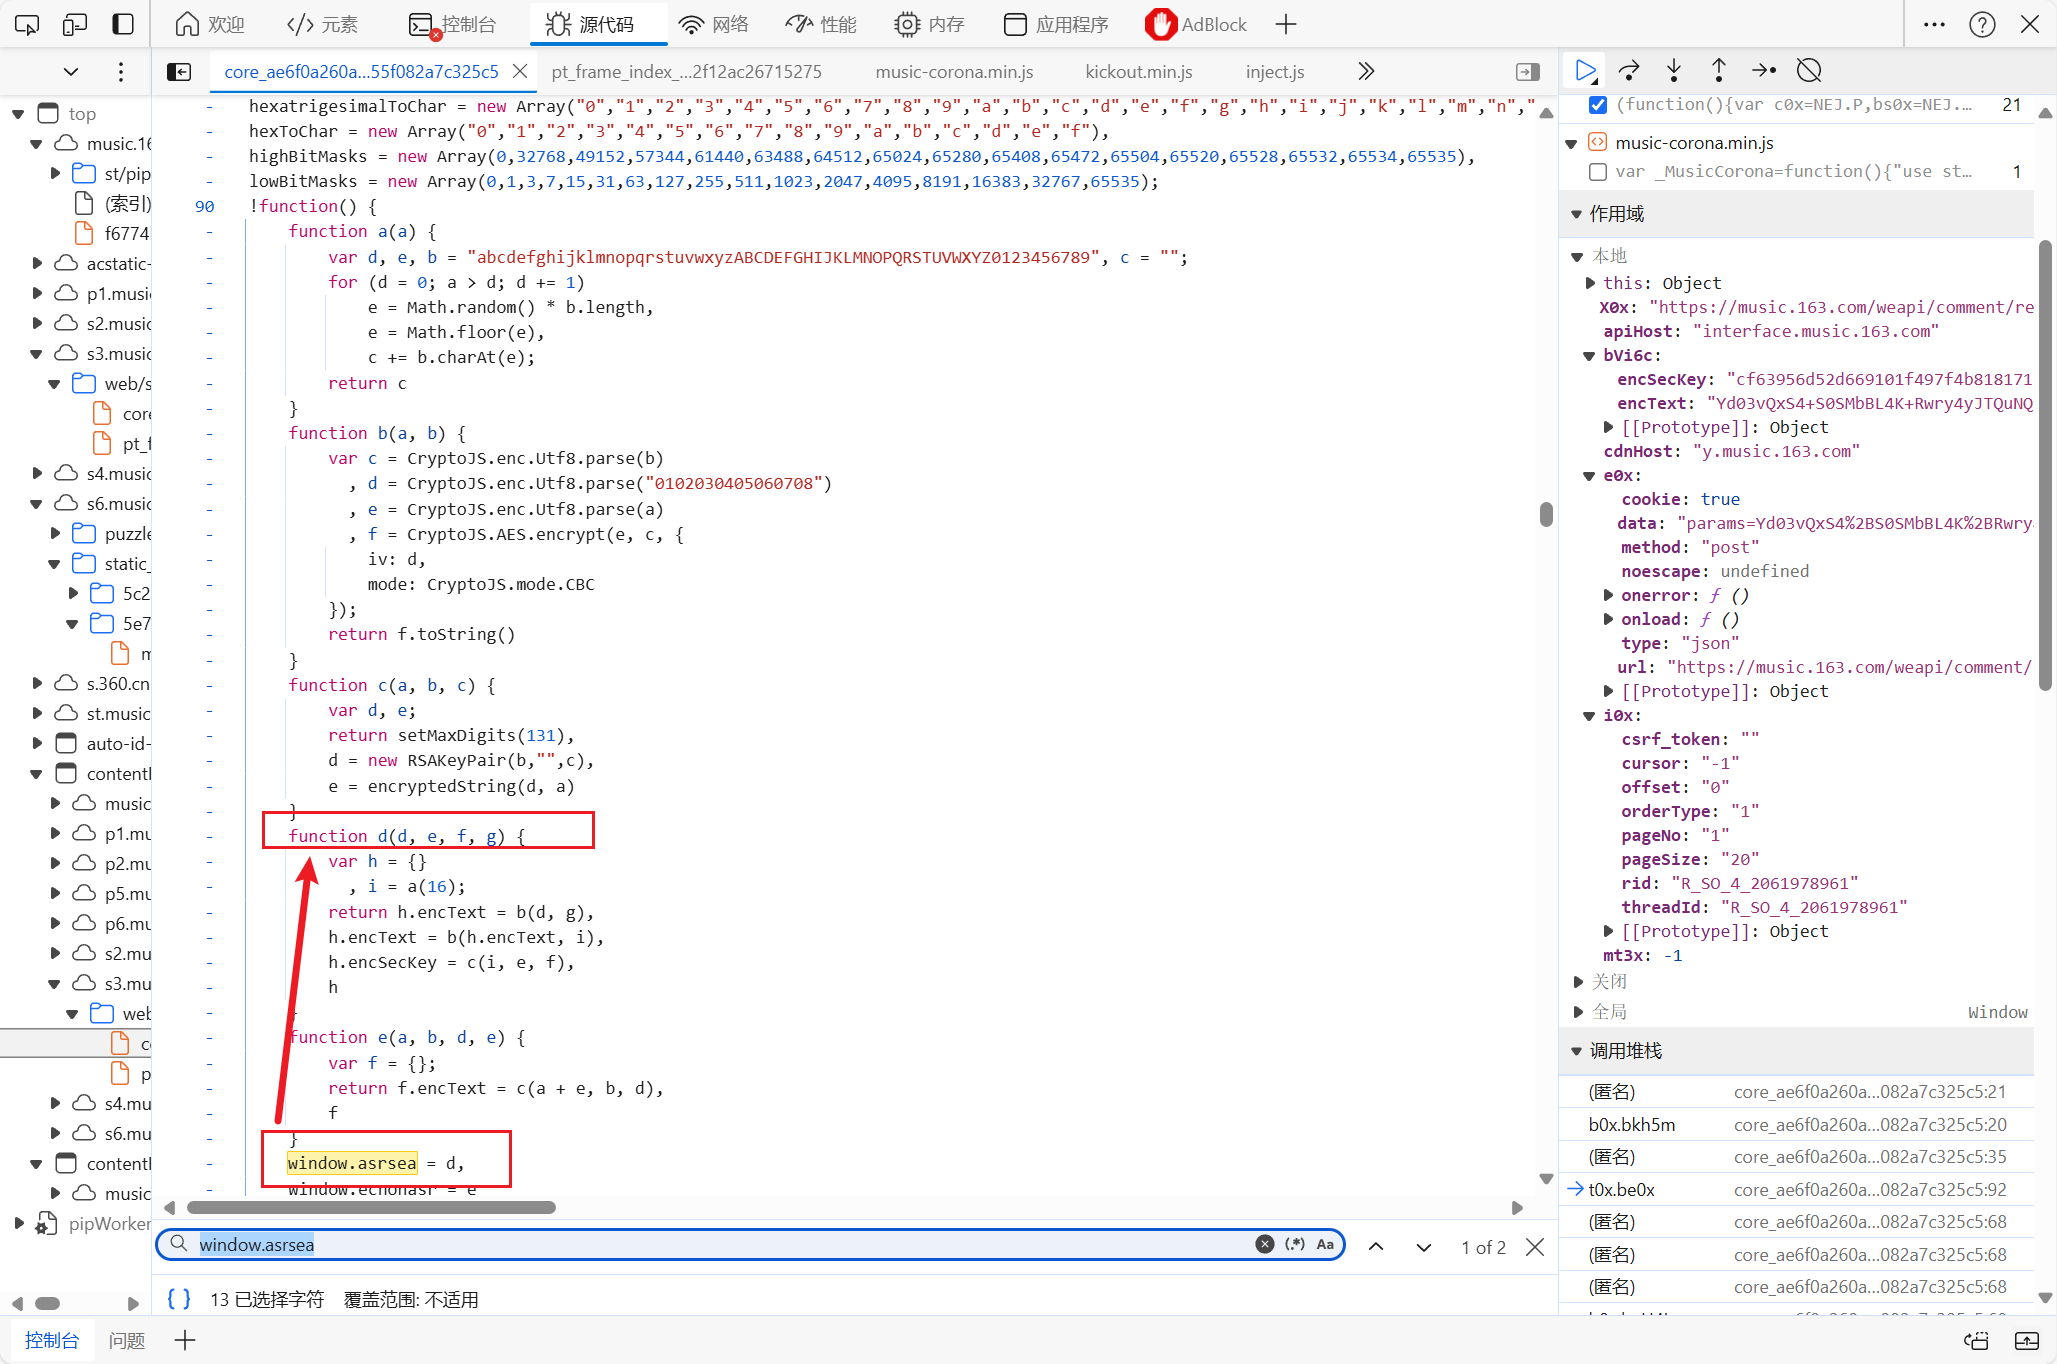 欢迎 元素 控制台 源代码 网络 性能 内存 应用程序 AdBlock
core_ae6f0a260a...55f082a7c325c5 pt_frame_index_...2f12ac26715275 music-corona.min.js kickout.min.js inject.js
top
music.16
st/pip
(索引)
f6774
acstatic-
p1.music
s2.music
s3.music
web/s
core
pt_f
s4.music
s6.music
puzzle
static_
5c2
5e7
m
s.360.cn
st.music
auto-id-
contentl
music
p1.mu
p2.mu
p5.mu
p6.mu
s2.mu
s3.mu
web
c
p
s4.mu
s6.mu
contentl
music
pipWorker
hexatrigesimalToChar = new Array("0","1","2","3","4","5","6","7","8","9","a","b","c","d","e","f","g","h","i","j","k","l","m","n","
hexToChar = new Array("0","1","2","3","4","5","6","7","8","9","a","b","c","d","e","f"),
highBitMasks = new Array(0,32768,49152,57344,61440,63488,64512,65024,65280,65408,65472,65504,65520,65528,65532,65534,65535),
lowBitMasks = new Array(0,1,3,7,15,31,63,127,255,511,1023,2047,4095,8191,16383,32767,65535);
90 !function() {
function a(a) {
var d, e, b = "abcdefghijklmnopqrstuvwxyzABCDEFGHIJKLMNOPQRSTUVWXYZ0123456789", c = "";
for (d = 0; a > d; d += 1)
e = Math.random() * b.length,
e = Math.floor(e),
c += b.charAt(e);
return c
}
function b(a, b) {
var c = CryptoJS.enc.Utf8.parse(b)
, d = CryptoJS.enc.Utf8.parse("0102030405060708")
, e = CryptoJS.enc.Utf8.parse(a)
, f = CryptoJS.AES.encrypt(e, c, {
iv: d,
mode: CryptoJS.mode.CBC
});
return f.toString()
}
function c(a, b, c) {
var d, e;
return setMaxDigits(131),
d = new RSAKeyPair(b,"",c),
e = encryptedString(d, a)
}
function d(d, e, f, g) {
var h = {}
, i = a(16);
return h.encText = b(d, g),
h.encText = b(h.encText, i),
h.encSecKey = c(i, e, f),
h
}
function e(a, b, d, e) {
var f = {};
return f.encText = c(a + e, b, d),
f
}
window.asrsea = d,
window.ecnonasr = e
window.asrsea (.*) Aa 1 of 2
{ } 13 已选择字符 覆盖范围: 不适用
控制台 问题
(function(){var c0x=NEJ.P,bs0x=NEJ.… 21
music-corona.min.js
var _MusicCorona=function(){"use st… 1
作用域
本地
this: Object
X0x: "https://music.163.com/weapi/comment/re
apiHost: "interface.music.163.com"
bVi6c:
encSecKey: "cf63956d52d669101f497f4b818171
encText: "Yd03vQxS4+S0SMbBL4K+Rwry4yJTQuNQ
[[Prototype]]: Object
cdnHost: "y.music.163.com"
e0x:
cookie: true
data: "params=Yd03vQxS4%2BS0SMbBL4K%2BRwry
method: "post"
noescape: undefined
onerror: ƒ ()
onload: ƒ ()
type: "json"
url: "https://music.163.com/weapi/comment/
[[Prototype]]: Object
i0x:
csrf_token: ""
cursor: "-1"
offset: "0"
orderType: "1"
pageNo: "1"
pageSize: "20"
rid: "R_SO_4_2061978961"
threadId: "R_SO_4_2061978961"
[[Prototype]]: Object
mt3x: -1
关闭
全局 Window
调用堆栈
(匿名) core_ae6f0a260a…082a7c325c5:21
b0x.bkh5m core_ae6f0a260a…082a7c325c5:20
(匿名) core_ae6f0a260a…082a7c325c5:35
t0x.be0x core_ae6f0a260a…082a7c325c5:92
(匿名) core_ae6f0a260a…082a7c325c5:68
(匿名) core_ae6f0a260a…082a7c325c5:68
(匿名) core_ae6f0a260a…082a7c325c5:68